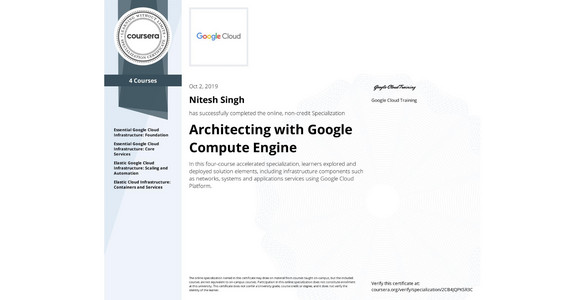 coursera
4 Courses
Essential Google Cloud
Infrastructure: Foundation
Essential Google Cloud
Infrastructure: Core
Services
Elastic Google Cloud
Infrastructure: Scaling and
Automation
Elastic Cloud Infrastructure:
Containers and Services
Google Cloud
Oct 2, 2019
Nitesh Singh
has successfully completed the online, non-credit Specialization
Architecting with Google
Compute Engine
In this four-course accelerated specialization, learners explored and
deployed solution elements, including infrastructure components such
as networks, systems and applications services using Google Cloud
Platform.
Google Cloud Training
Google Cloud Training
Verify this certificate at:
coursera.org/verify/specialization/